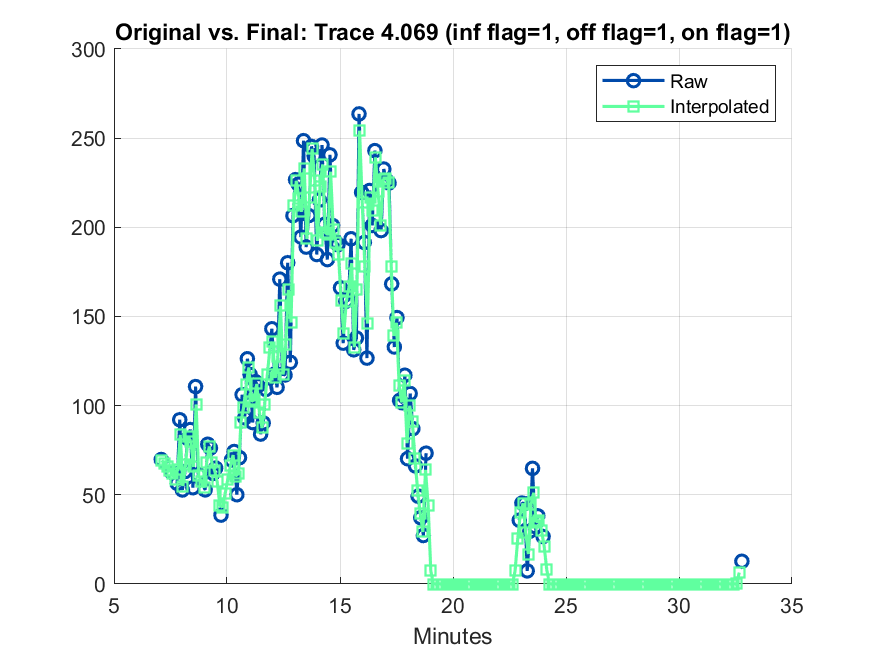 Original vs. Final: Trace 4.069 (inf flag=1, off flag=1, on flag=1)
300
250
200
150
100
50
0
Raw
Interpolated
5 10 15 20 25 30 35
Minutes